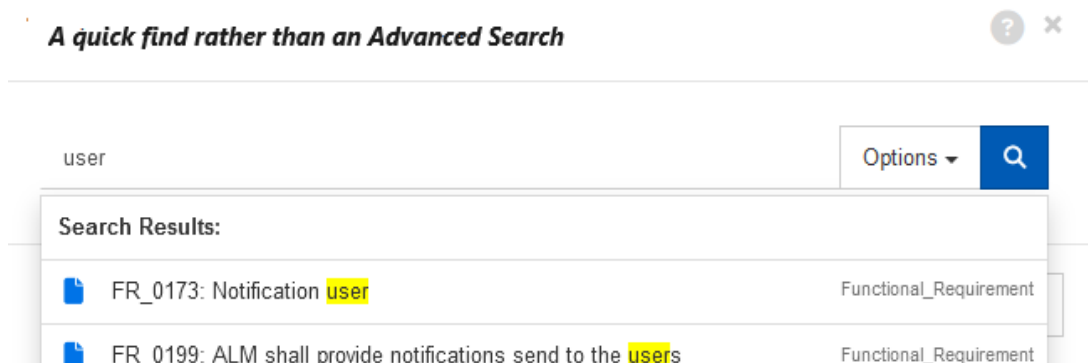 A quick find rather than an Advanced Search
?
×
user
Options
Search Results:
FR_0173: Notification user Functional_Requirement
FR_0199: ALM shall provide notifications send to the users Functional_Requirement